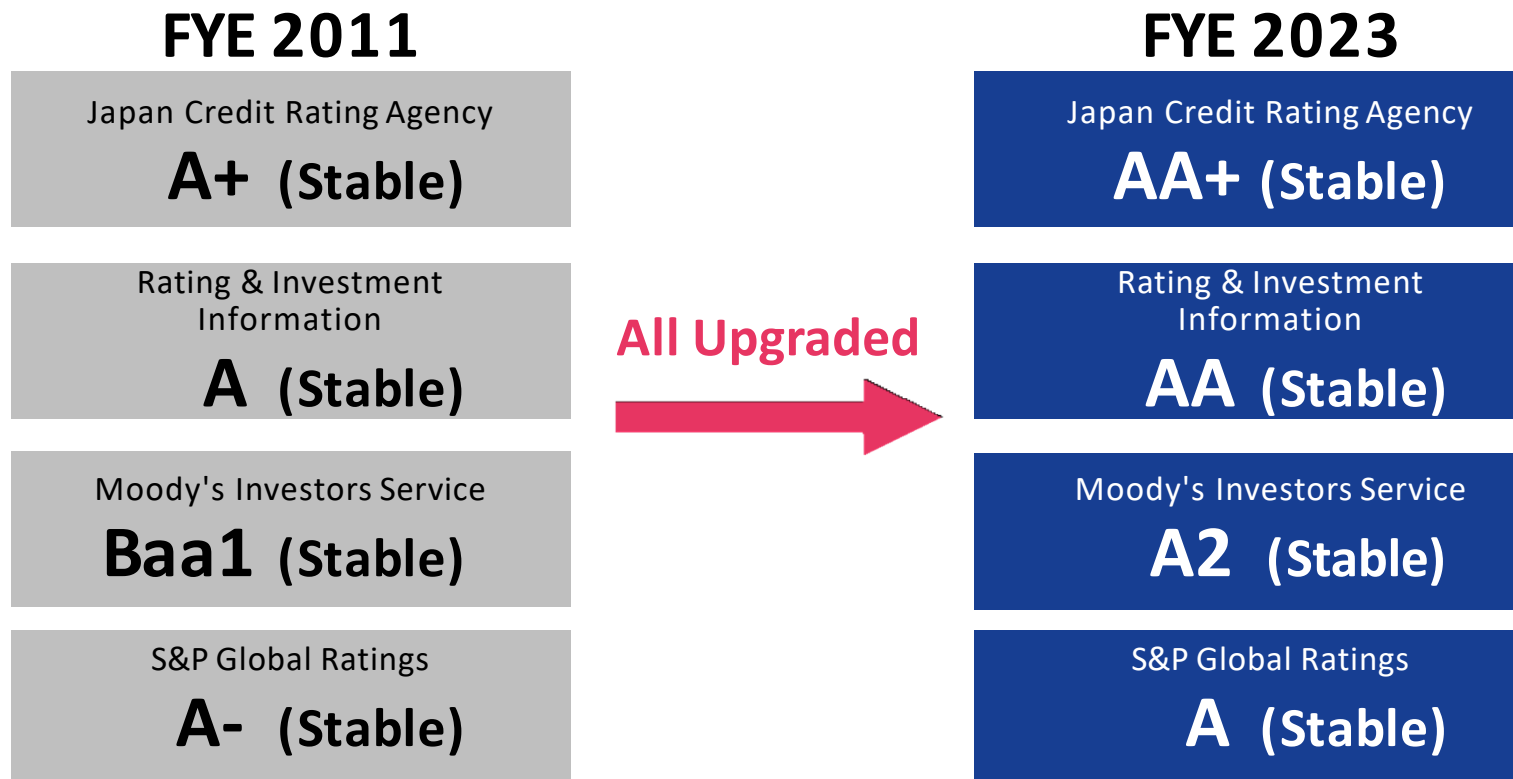 FYE 2011
Japan Credit Rating Agency
A+ (Stable)
Rating & Investment
Information
A (Stable)
Moody's Investors Service
Baa1 (Stable)
S&P Global Ratings
A- (Stable)
All Upgraded
FYE 2023
Japan Credit Rating Agency
AA+ (Stable)
Rating & Investment
Information
AA (Stable)
Moody's Investors Service
A2 (Stable)
S&P Global Ratings
A (Stable)